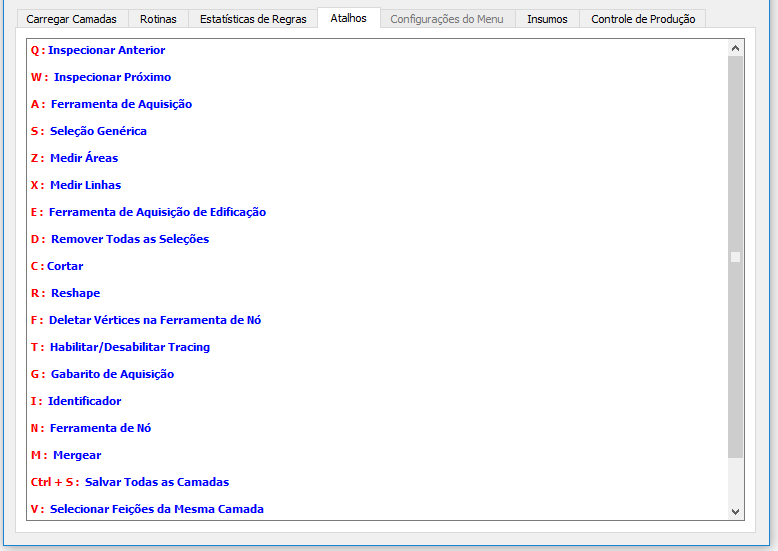 Carregar Camadas Rotinas Estatísticas de Regras Atalhos Configurações do Menu Insumos Controle de Produção
Q : Inspecionar Anterior
W : Inspecionar Próximo
A : Ferramenta de Aquisição
S : Seleção Genérica
Z : Medir Áreas
X : Medir Linhas
E : Ferramenta de Aquisição de Edificação
D : Remover Todas as Seleções
C : Cortar
R : Reshape
F : Deletar Vértices na Ferramenta de Nó
T : Habilitar/Desabilitar Tracing
G : Gabarito de Aquisição
I : Identificador
N : Ferramenta de Nó
M : Mergear
Ctrl + S : Salvar Todas as Camadas
V : Selecionar Feições da Mesma Camada